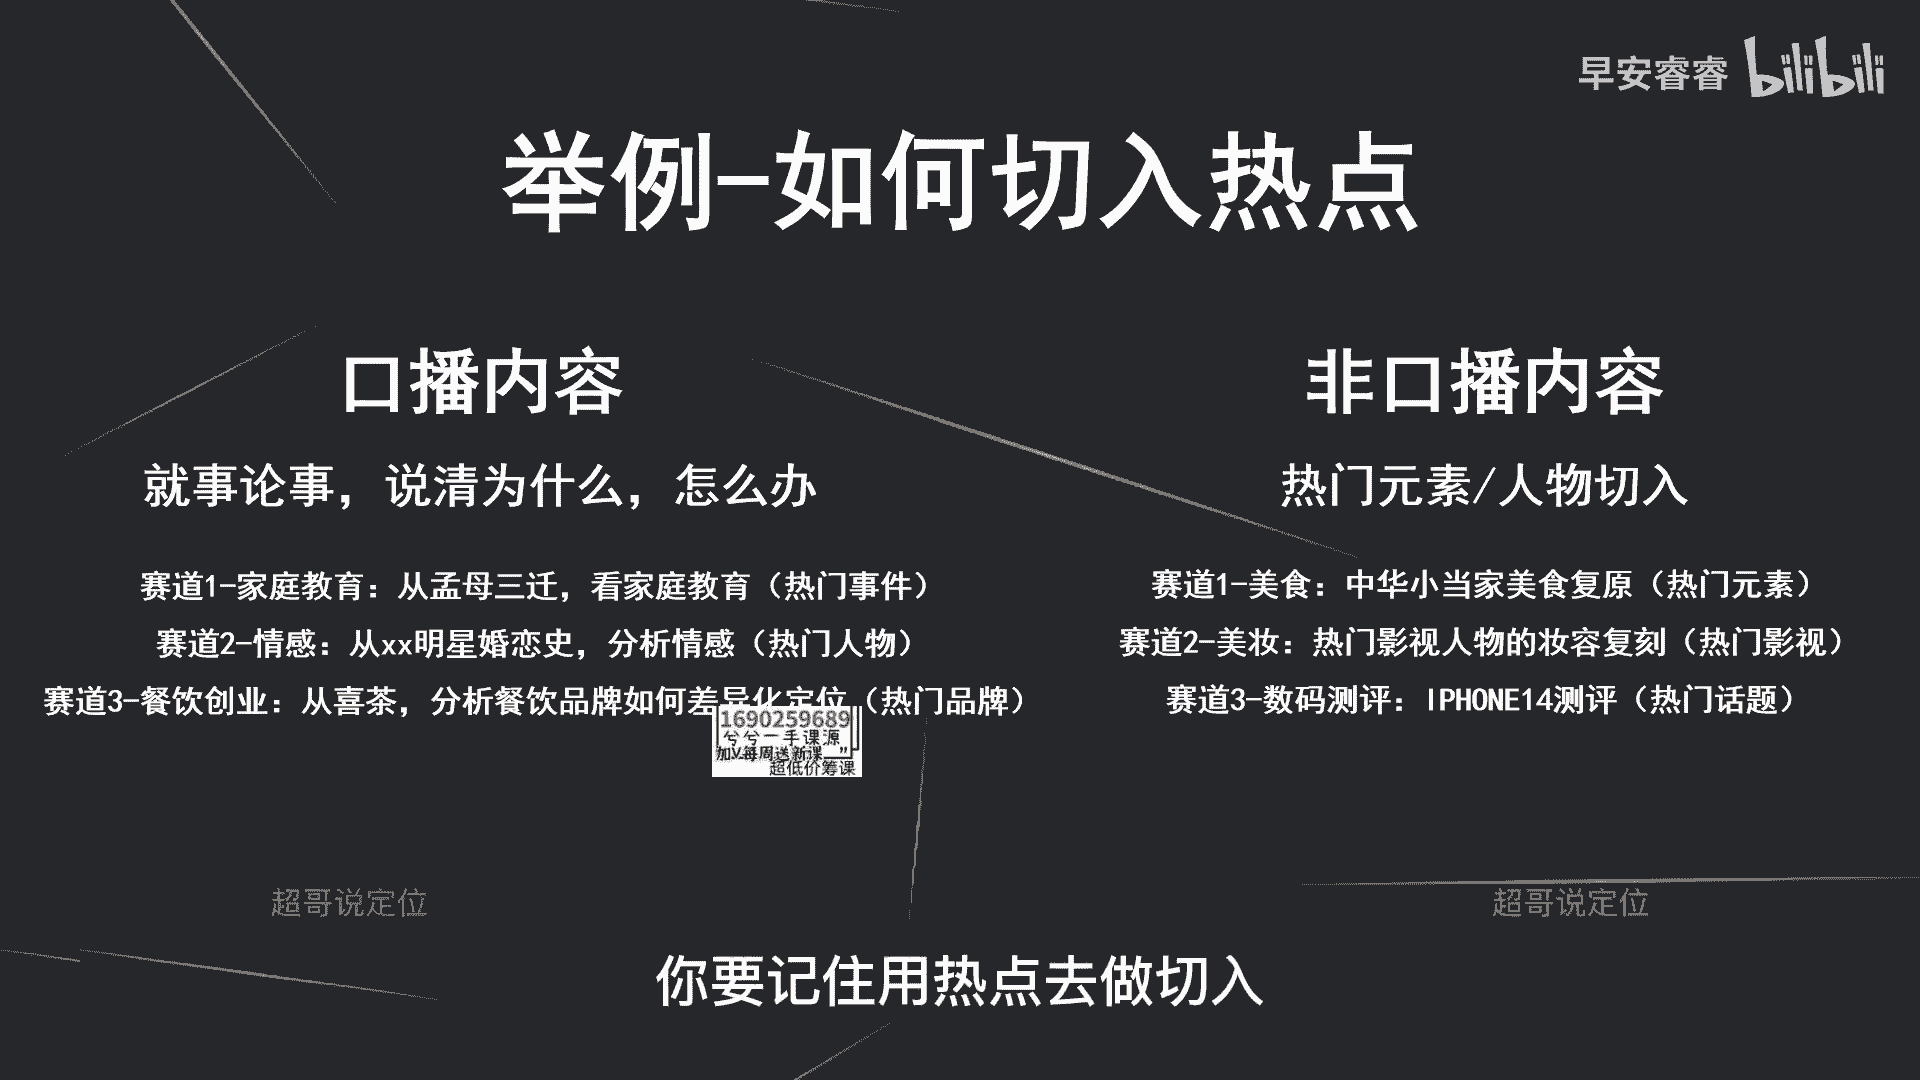 早安睿睿 bilibili
举例-如何切入热点
口播内容
就事论事，说清为什么，怎么办
赛道1-家庭教育：从孟母三迁，看家庭教育（热门事件）
赛道2-情感：从xx明星婚恋史，分析情感（热门人物）
赛道3-餐饮创业：从喜茶，分析餐饮品牌如何差异化定位（热门品牌）
非口播内容
热门元素/人物切入
赛道1-美食：中华小当家美食复原（热门元素）
赛道2-美妆：热门影视人物的妆容复刻（热门影视）
赛道3-数码测评：IPHONE14测评（热门话题）
1690259689
兮兮一手课源
加V每周送新课
超低价筹课
超哥说定位
超哥说定位
你要记住用热点去做切入